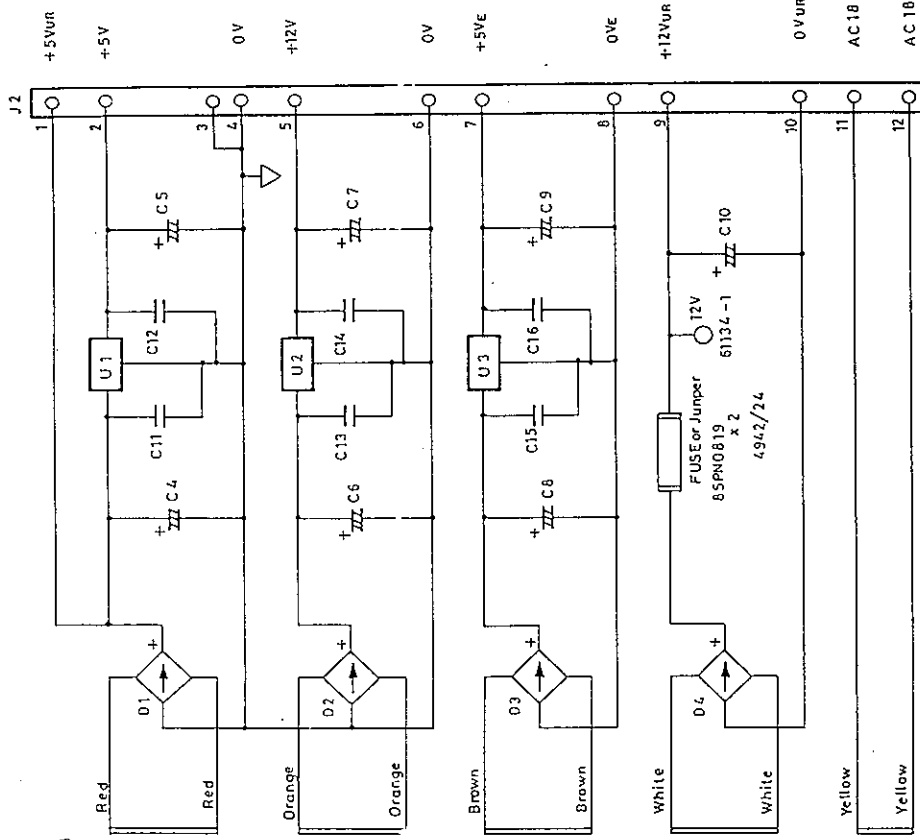 J2
1
+5VUR
2
+5V
3
4
0V
5
+12V
6
0V
7
+5VE
8
0VE
9
+12VUR
10
0VUR
11
AC18
12
AC18
Red
Red
D1
+
+
C4
C11
U1
C12
+
C5
Orange
Orange
D2
+
+
C6
C13
U2
C14
+
C7
Brown
Brown
D3
+
+
C8
C15
U3
C16
+
C9
White
White
D4
+
FUSE or Junper
85PN0819
x 2
4942/24
12V
61134-1
+
C10
Yellow
Yellow